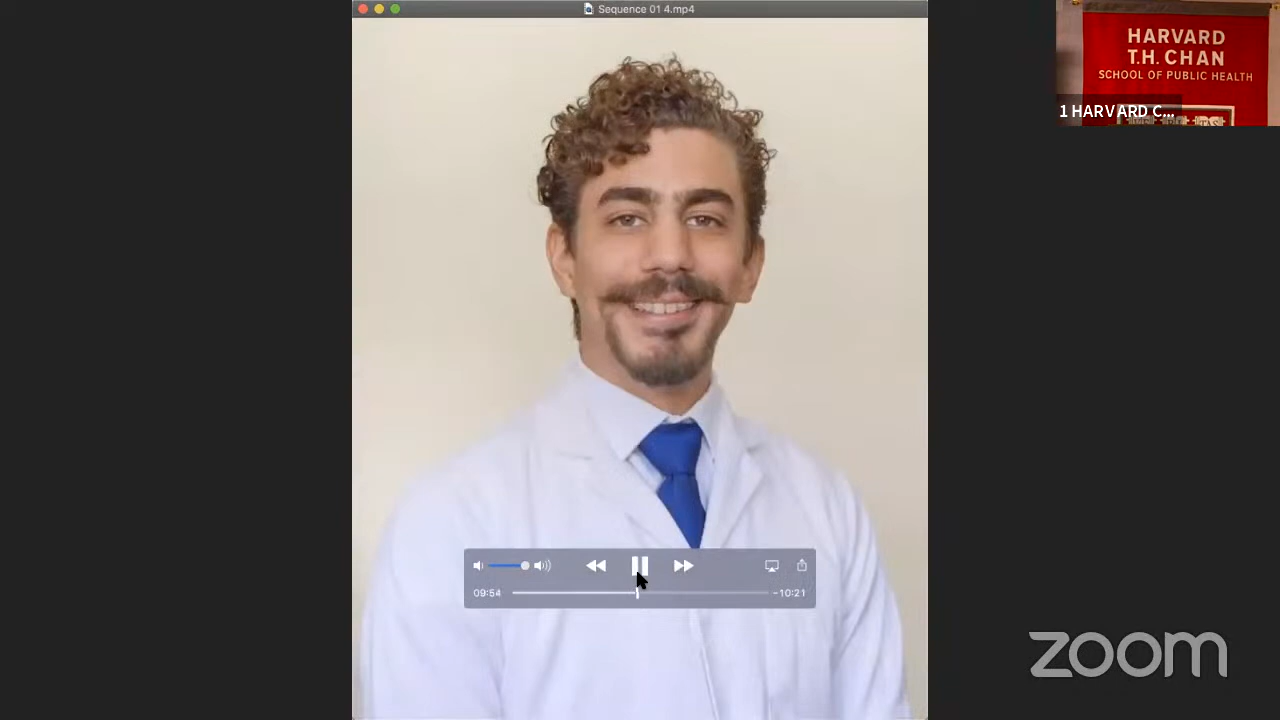 Sequence 01 4.mp4
HARVARD
T.H. CHAN
SCHOOL OF PUBLIC HEALTH
1 HARVARD C...
09:54
-10:21
zoom